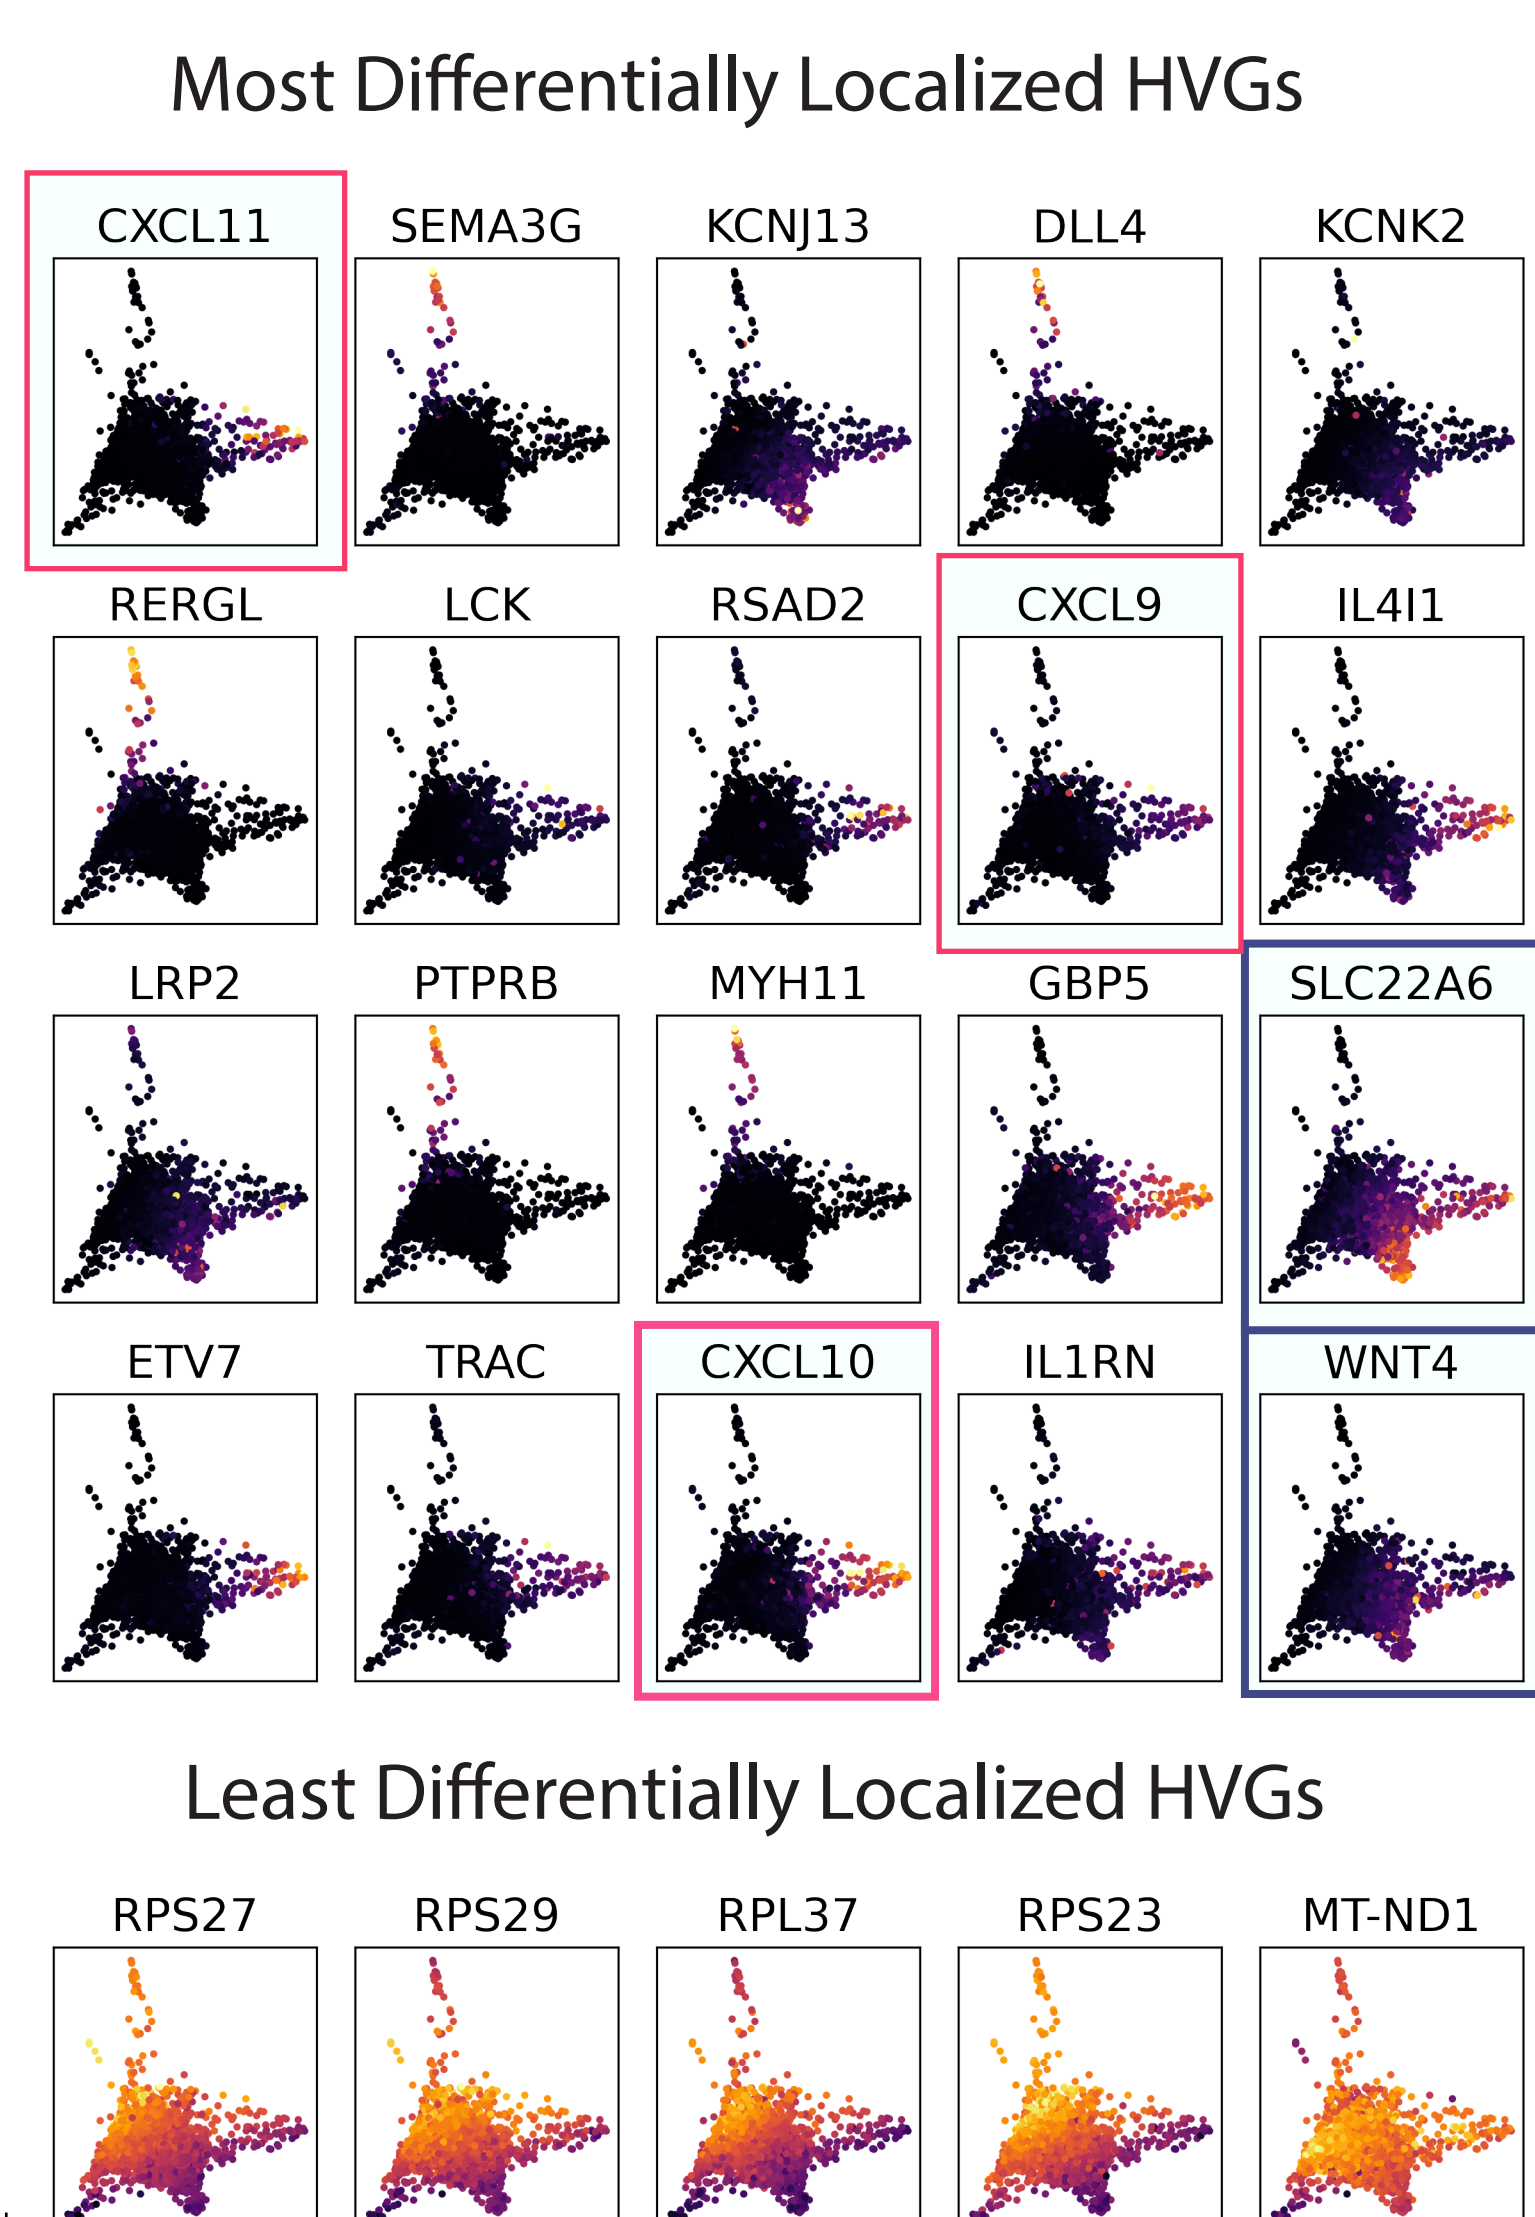 Most Differentially Localized HVGs
CXCL11 SEMA3G KCNJ13 DLL4 KCNK2
RERGL LCK RSAD2 CXCL9 IL4I1
LRP2 PTPRB MYH11 GBP5 SLC22A6
ETV7 TRAC CXCL10 IL1RN WNT4
Least Differentially Localized HVGs
RPS27 RPS29 RPL37 RPS23 MT-ND1